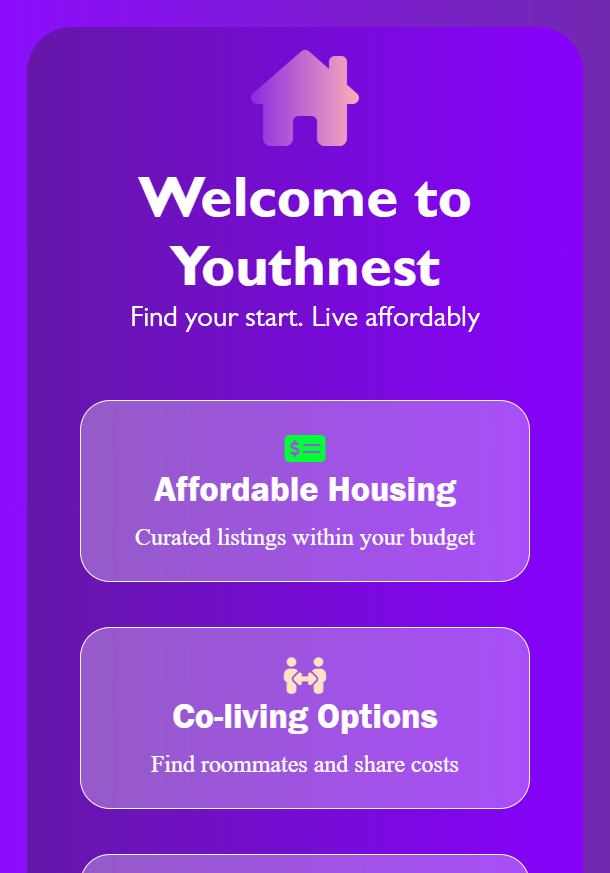 Welcome to
Youthnest
Find your start. Live affordably
$
Affordable Housing
Curated listings within your budget
Co-living Options
Find roommates and share costs